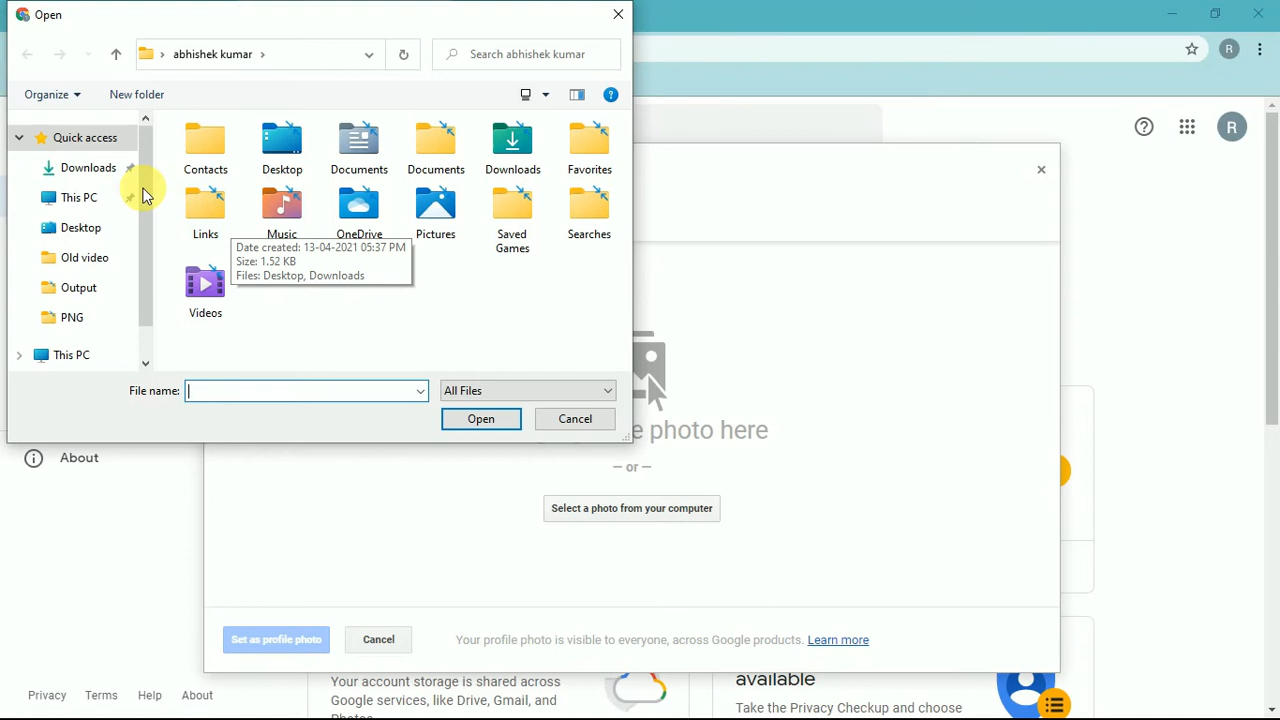 Open
abhishek kumar
Search abhishek kumar
Organize
New folder
Quick access
Downloads
This PC
Desktop
Old video
Output
PNG
This PC
Contacts
Desktop
Documents
Documents
Downloads
Favorites
Links
Music
OneDrive
Pictures
Saved
Games
Searches
Date created: 13-04-2021 05:37 PM
Size: 1.52 KB
Files: Desktop, Downloads
Videos
File name:
All Files
Open
Cancel
R
R
About
photo here
— or —
Select a photo from your computer
Set as profile photo
Cancel
Your profile photo is visible to everyone, across Google products. Learn more
Privacy
Terms
Help
About
Your account storage is shared across
Google services, like Drive, Gmail, and
Photos
available
Take the Privacy Checkup and choose